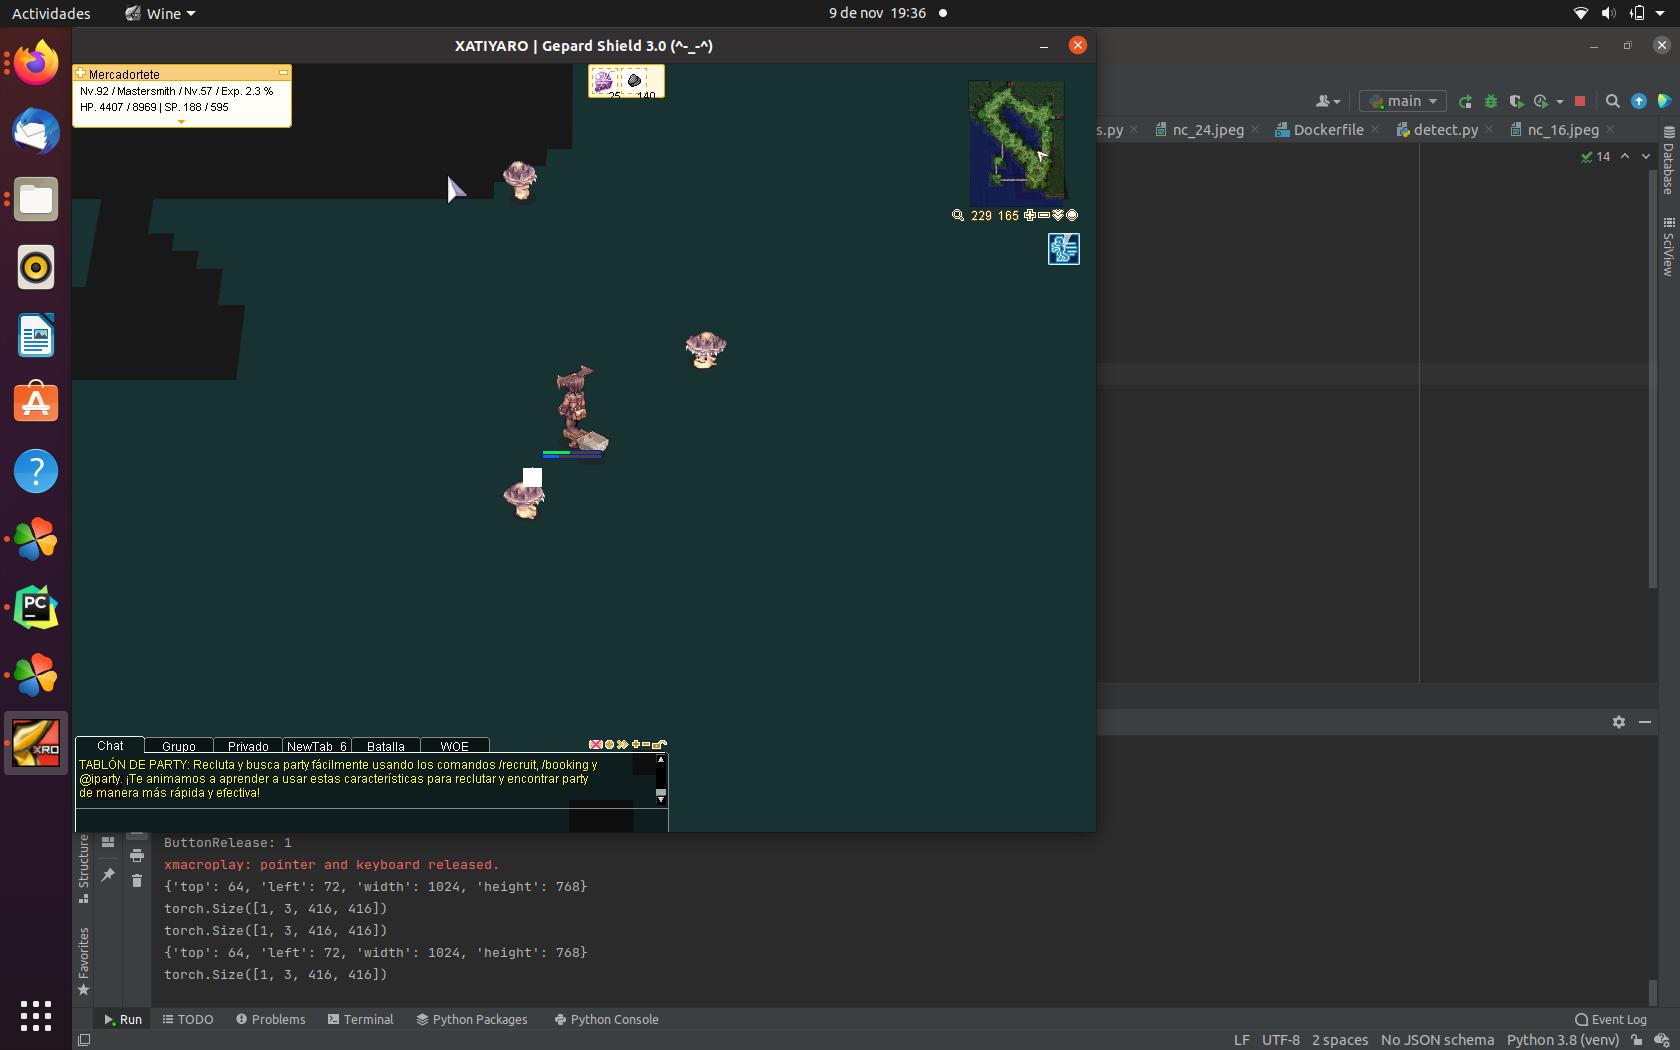 Actividades
Wine
9 de nov 19:36
XATIYARO | Gepard Shield 3.0 (^-_-^)
Mercadortete
Nv.92 / Mastersmith / Nv.57 / Exp. 2.3 %
HP. 4407 / 8969 | SP. 188 / 595
25
140
229 165
main
s.py
nc_24.jpeg
Dockerfile
detect.py
nc_16.jpeg
14
Database
SciView
PC
XRO
Chat
Grupo
Privado
NewTab_6
Batalla
WOE
TABLÓN DE PARTY: Recluta y busca party fácilmente usando los comandos /recruit, /booking y
@iparty. ¡Te animamos a aprender a usar estas características para reclutar y encontrar party
de manera más rápida y efectiva!
Structure
Favorites
ButtonRelease: 1
xmacroplay: pointer and keyboard released.
{'top': 64, 'left': 72, 'width': 1024, 'height': 768}
torch.Size([1, 3, 416, 416])
torch.Size([1, 3, 416, 416])
{'top': 64, 'left': 72, 'width': 1024, 'height': 768}
torch.Size([1, 3, 416, 416])
Run
TODO
Problems
Terminal
Python Packages
Python Console
Event Log
LF UTF-8 2 spaces No JSON schema Python 3.8 (venv)